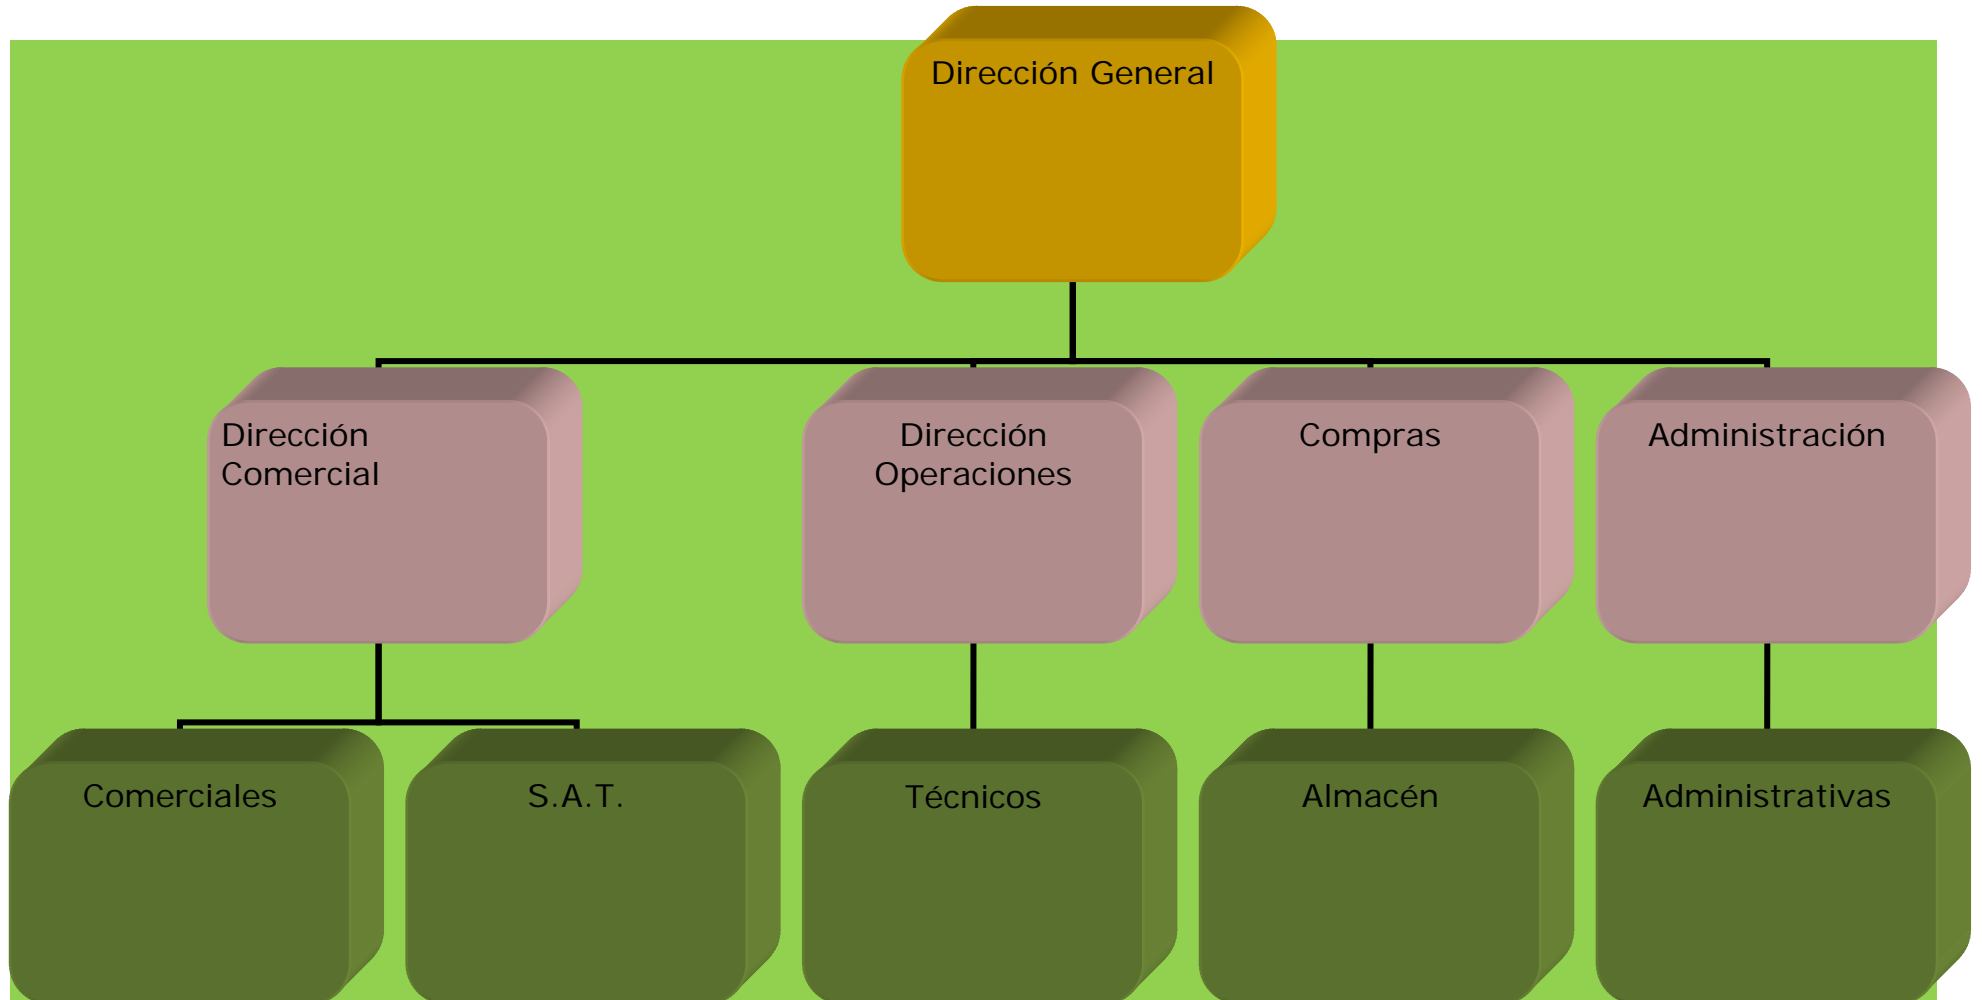 Dirección General
Dirección
Comercial
Dirección
Operaciones
Compras
Administración
Comerciales
S.A.T.
Técnicos
Almacén
Administrativas